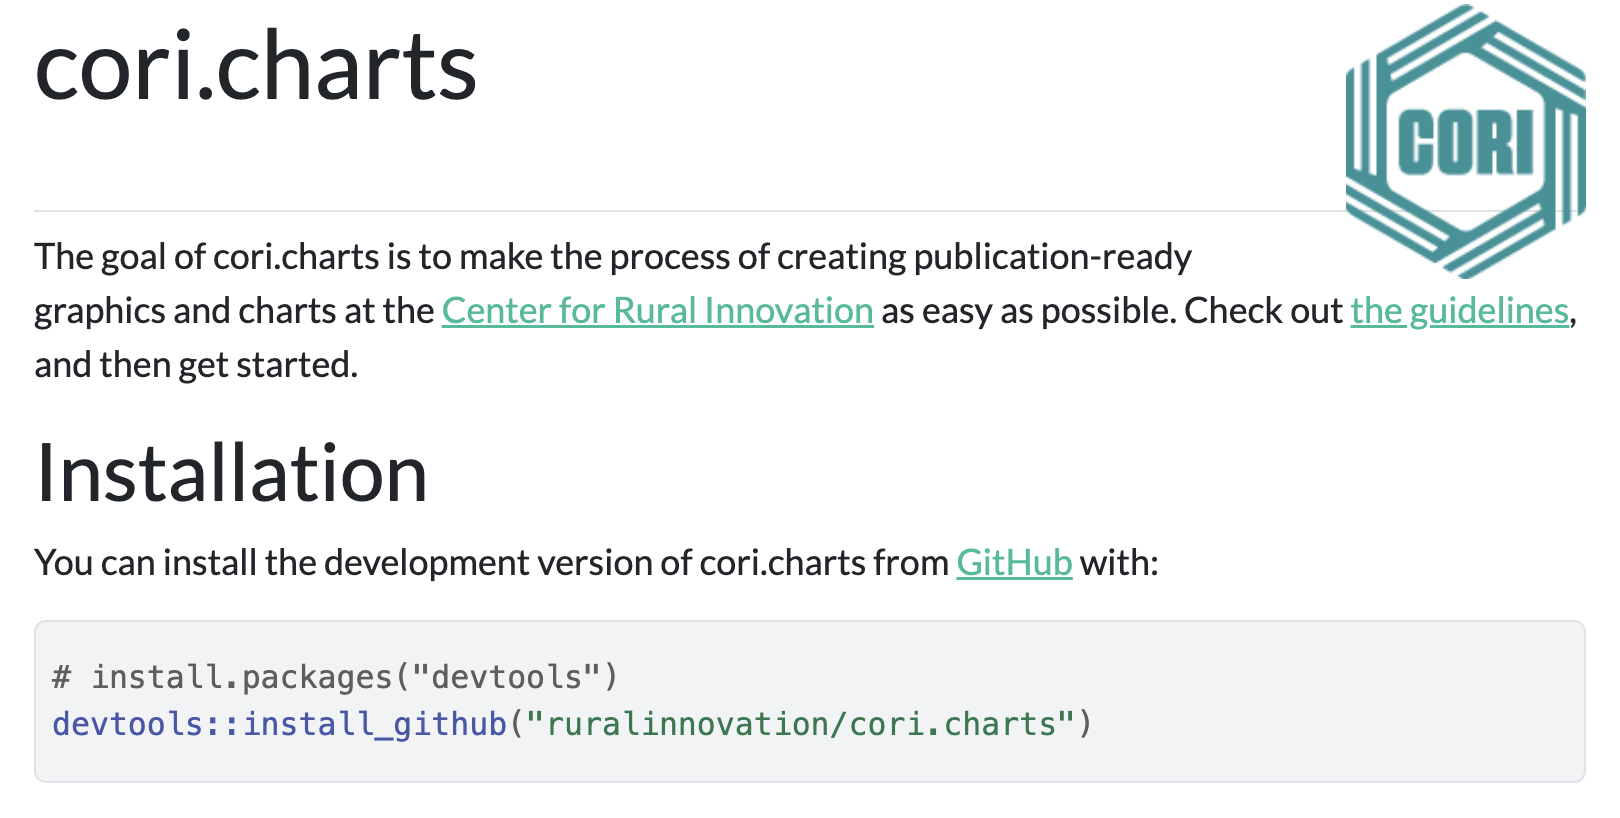 cori.charts
CORI
The goal of cori.charts is to make the process of creating publication-ready
graphics and charts at the Center for Rural Innovation as easy as possible. Check out the guidelines,
and then get started.
Installation
You can install the development version of cori.charts from GitHub with:
# install.packages("devtools")
devtools::install_github("ruralinnovation/cori.charts")